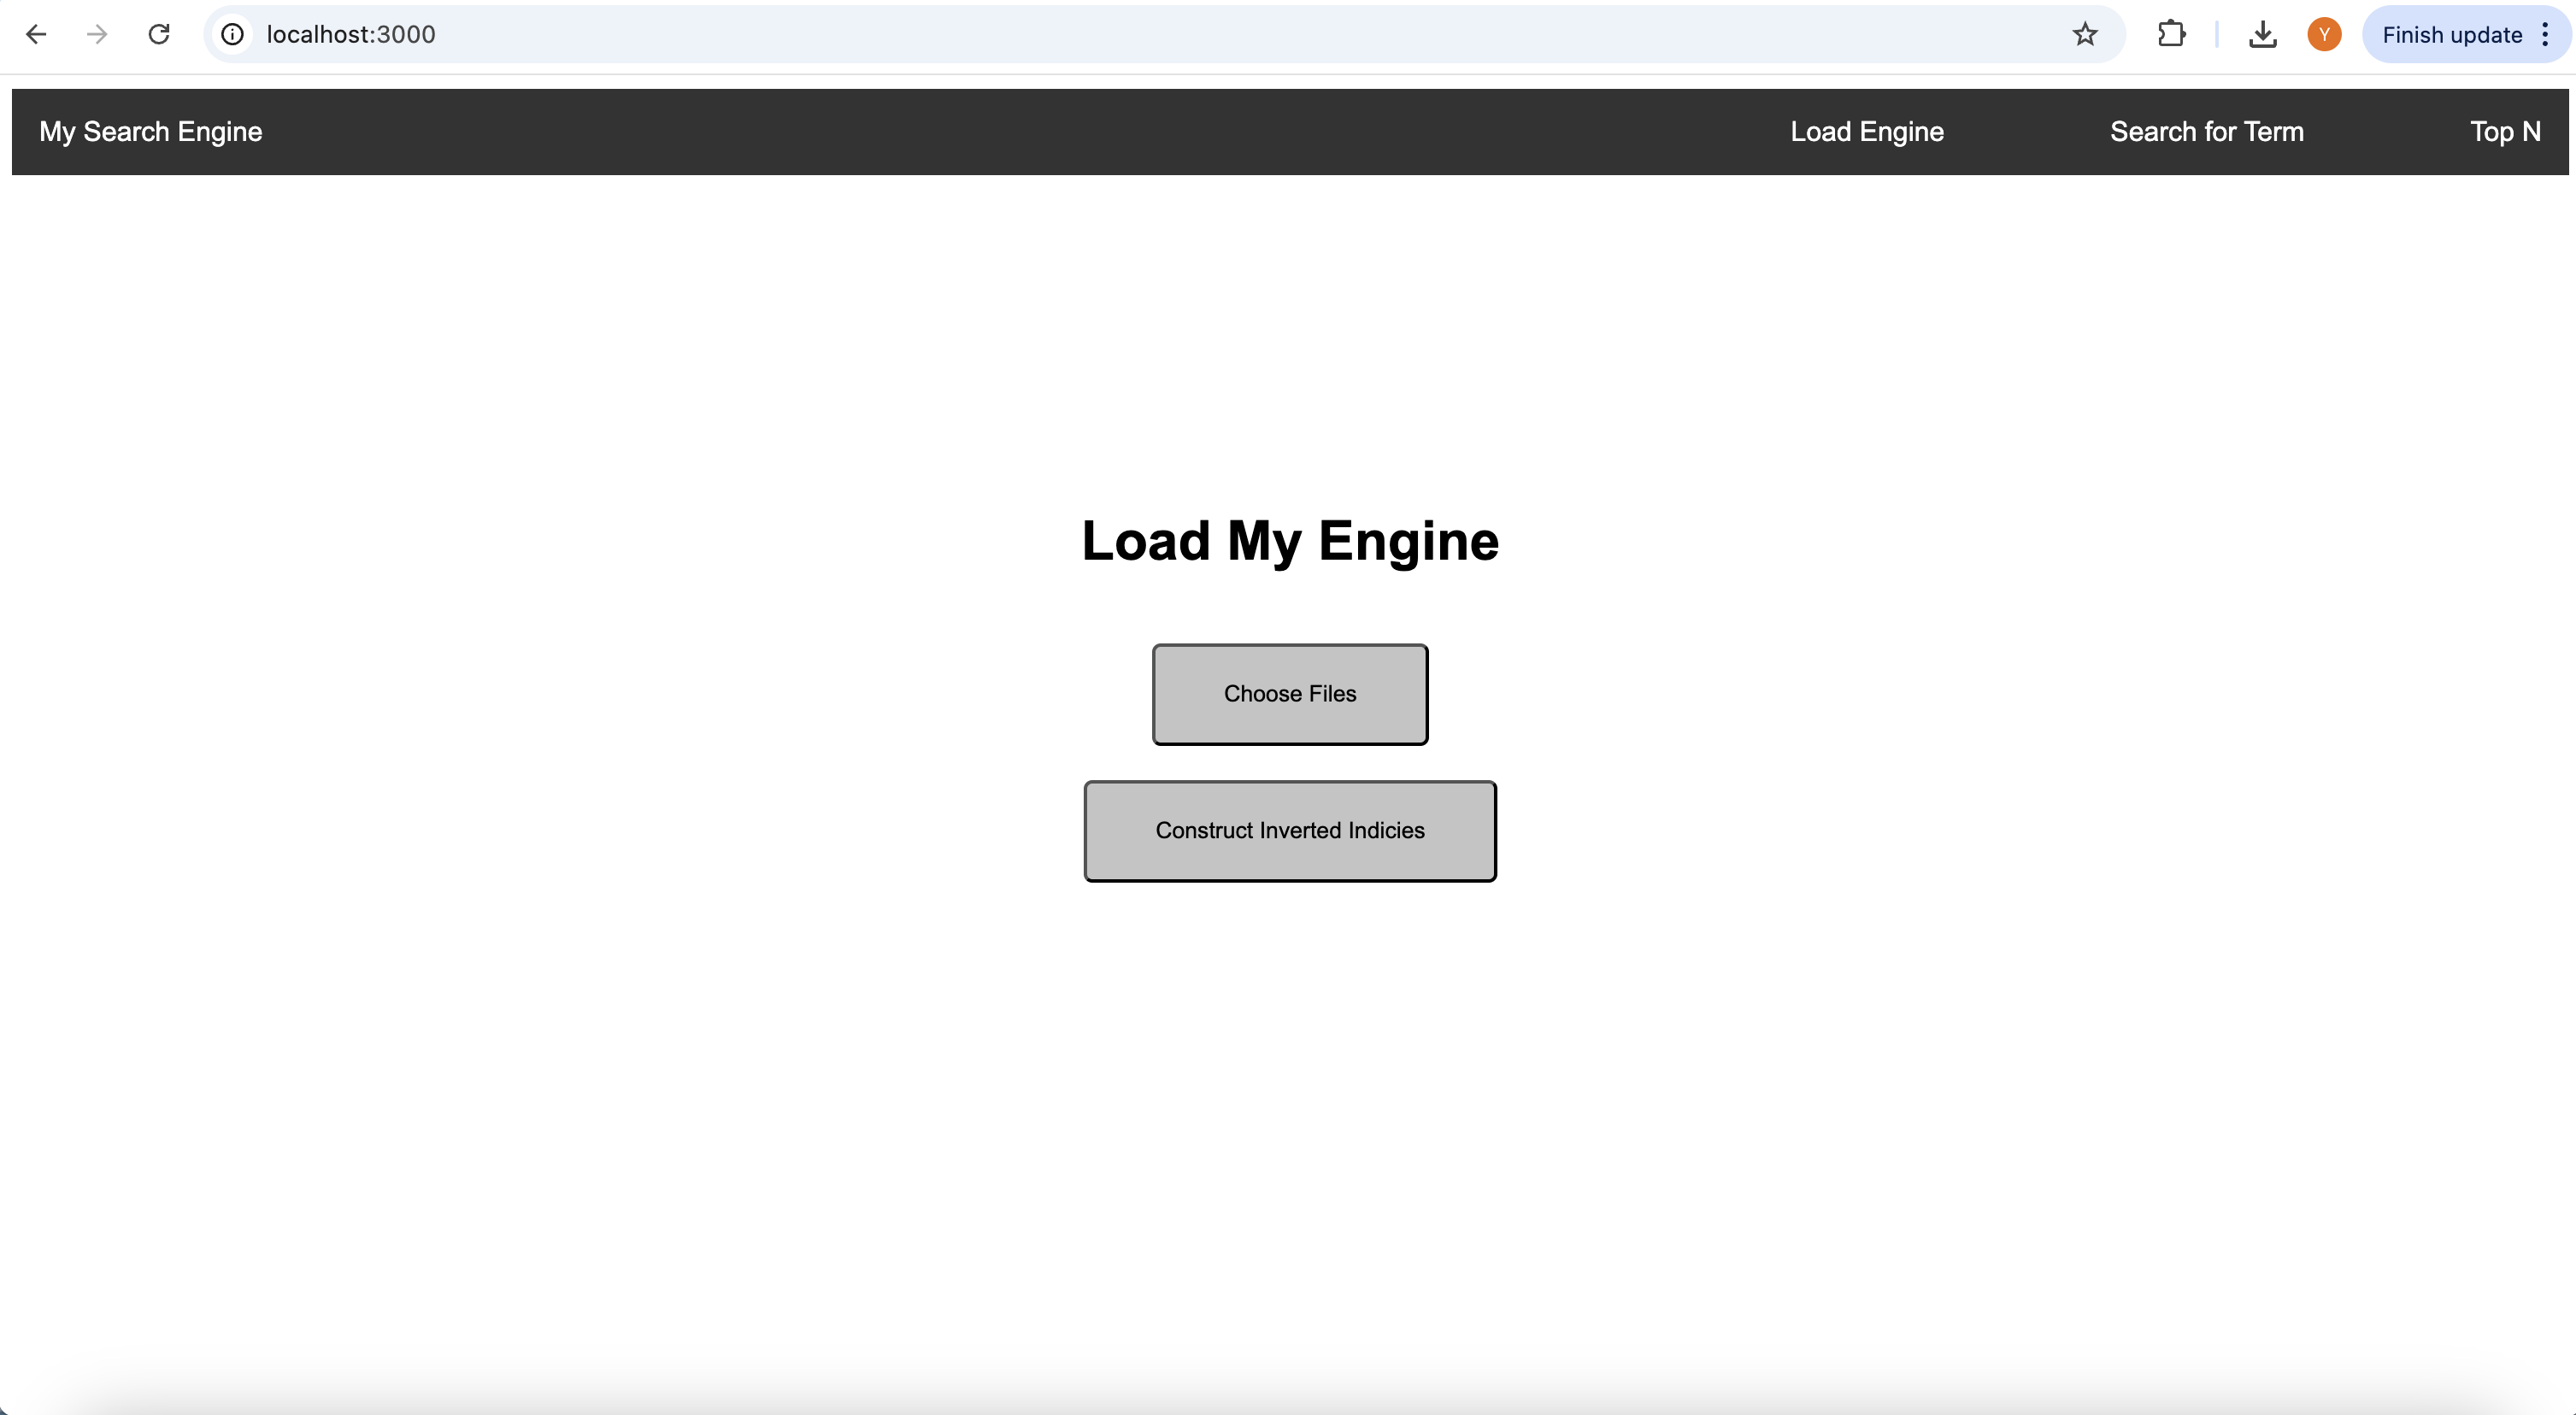 localhost:3000
Y
Finish update
My Search Engine
Load Engine
Search for Term
Top N
Load My Engine
Choose Files
Construct Inverted Indicies